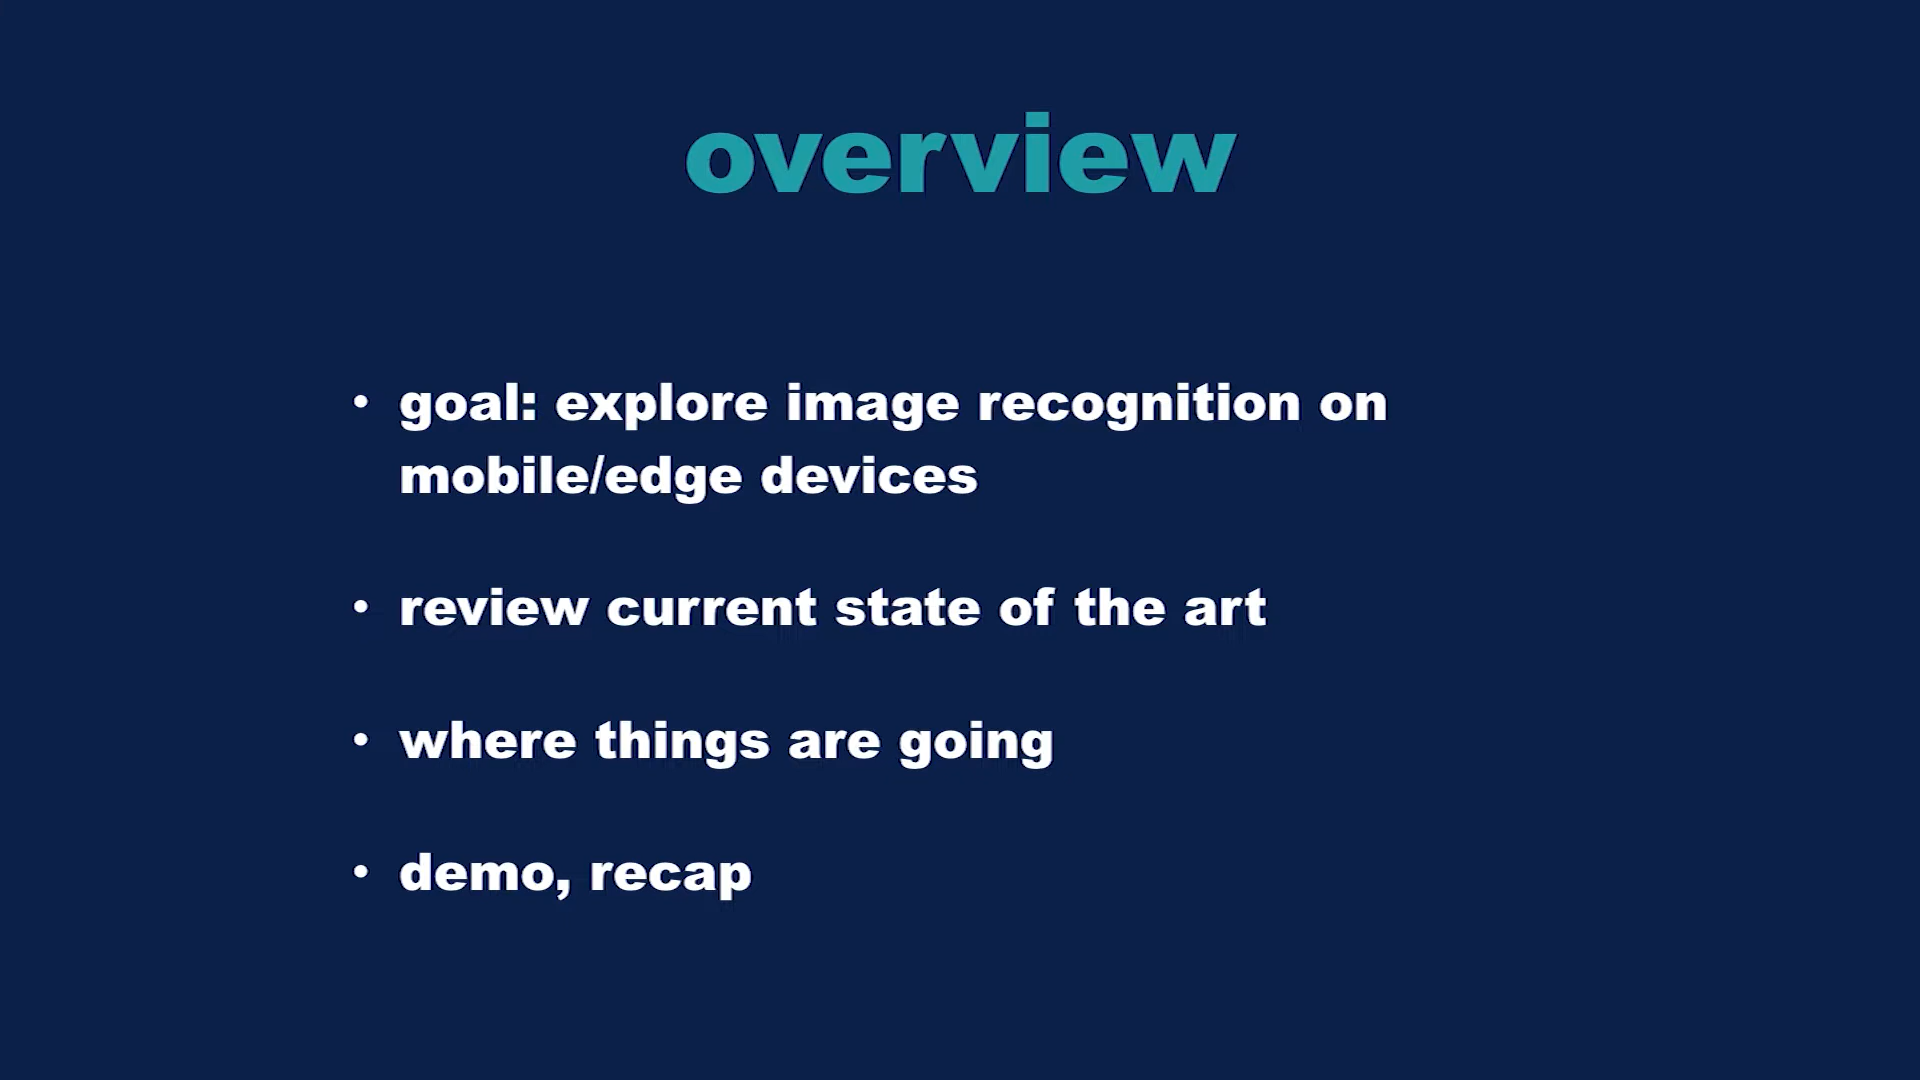 overview
• goal: explore image recognition on
mobile/edge devices
• review current state of the art
• where things are going
• demo, recap